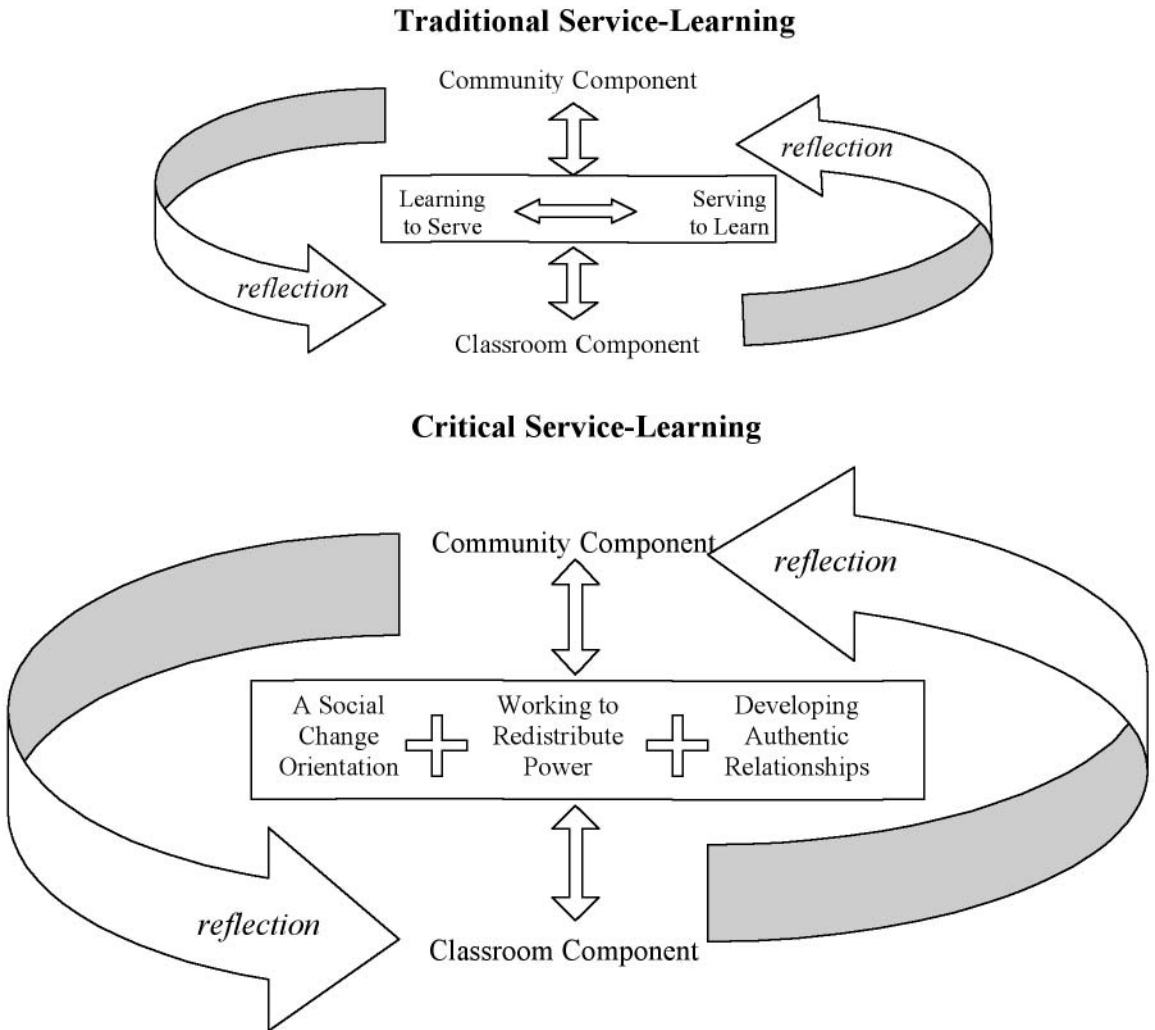 Traditional Service-Learning
Community Component
reflection
Learning
to Serve
Serving
to Learn
reflection
Classroom Component
Critical Service-Learning
Community Component
reflection
A Social
Change
Orientation
Working to
Redistribute
Power
Developing
Authentic
Relationships
reflection
Classroom Component